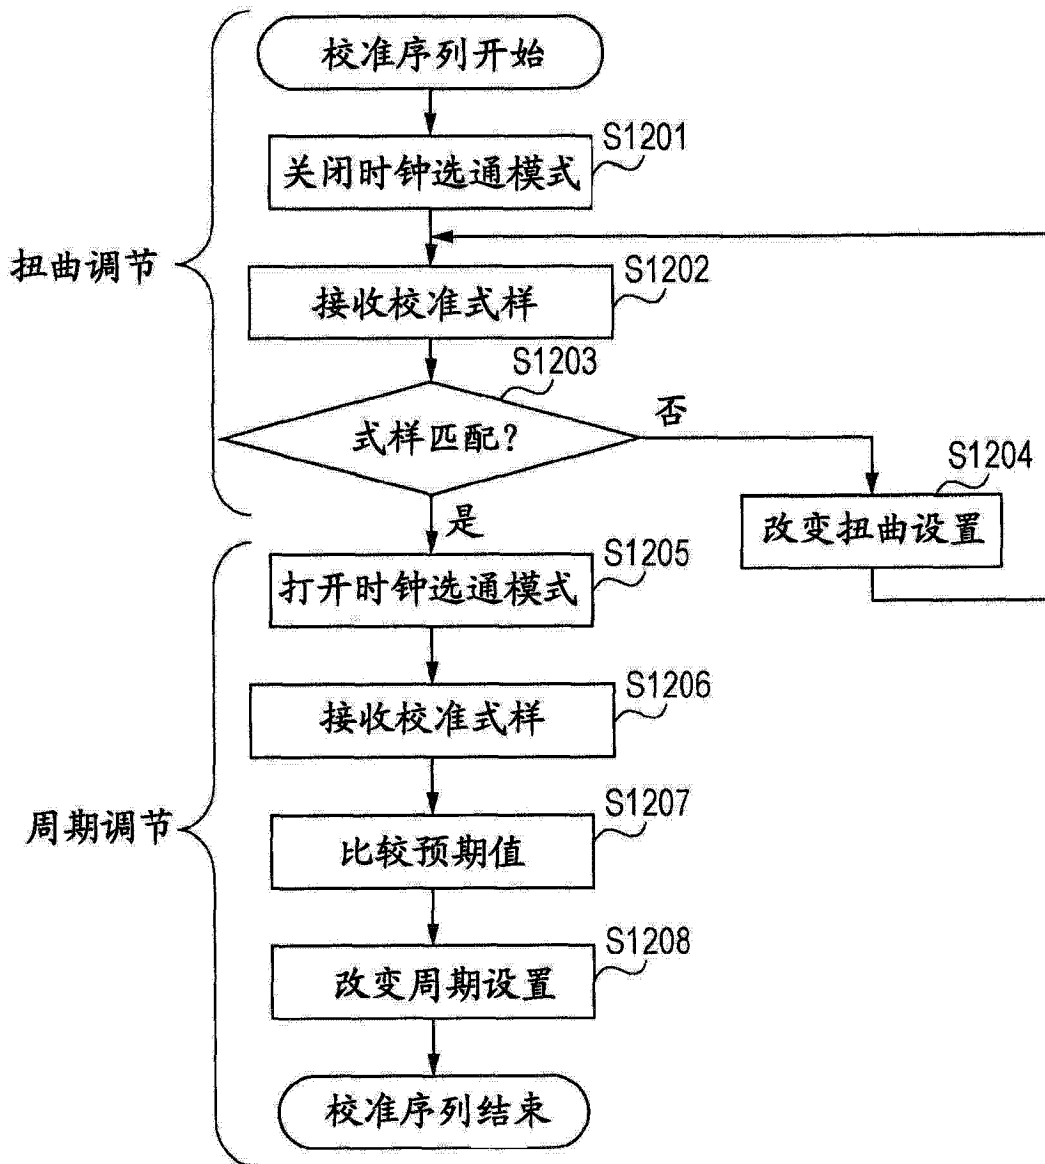 校准序列开始
S1201
关闭时钟选通模式
扭曲调节
S1202
接收校准式样
S1203
式样匹配?
否
S1204
改变扭曲设置
是
S1205
打开时钟选通模式
S1206
接收校准式样
周期调节
S1207
比较预期值
S1208
改变周期设置
校准序列结束